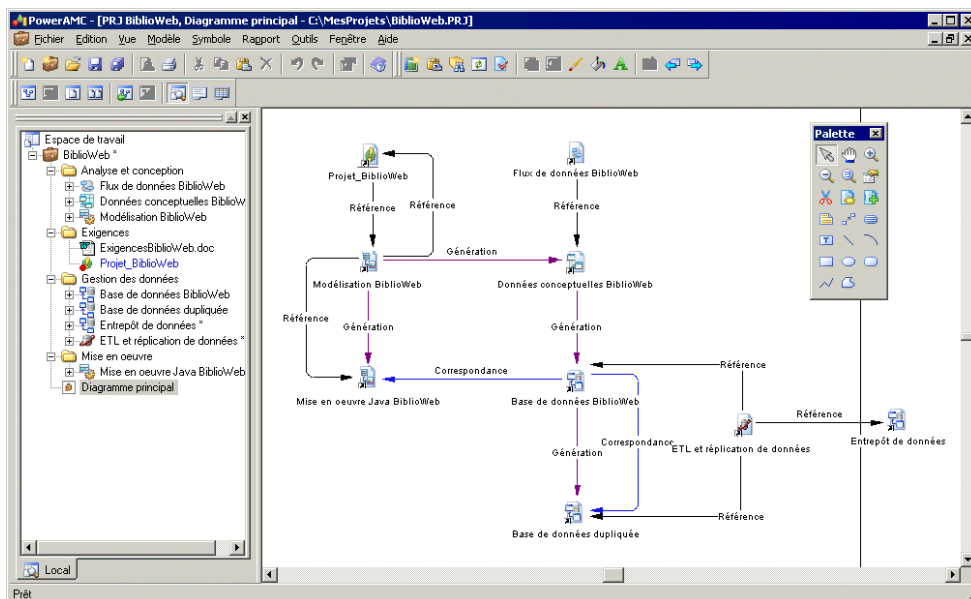 PowerAMC - [PRJ BiblioWeb, Diagramme principal - C:\MesProjets\BiblioWeb.PRJ]
Fichier Edition Vue Modèle Symbole Rapport Outils Fenêtre Aide
Espace de travail
BiblioWeb *
Analyse et conception
Flux de données BiblioWeb
Données conceptuelles BiblioW
Modélisation BiblioWeb
Exigences
ExigencesBiblioWeb.doc
Projet_BiblioWeb
Gestion des données
Base de données BiblioWeb
Base de données dupliquée
Entrepôt de données *
ETL et réplication de données *
Mise en oeuvre
Mise en oeuvre Java BiblioWeb
Diagramme principal
Local
Prêt
Palette
Projet_BiblioWeb
Flux de données BiblioWeb
Référence
Référence
Référence
Génération
Modélisation BiblioWeb
Données conceptuelles BiblioWeb
Référence
Génération
Génération
Correspondance
Référence
Mise en oeuvre Java BiblioWeb
Base de données BiblioWeb
Référence
Correspondance
Génération
ETL et réplication de données
Entrepôt de données
Référence
Base de données dupliquée